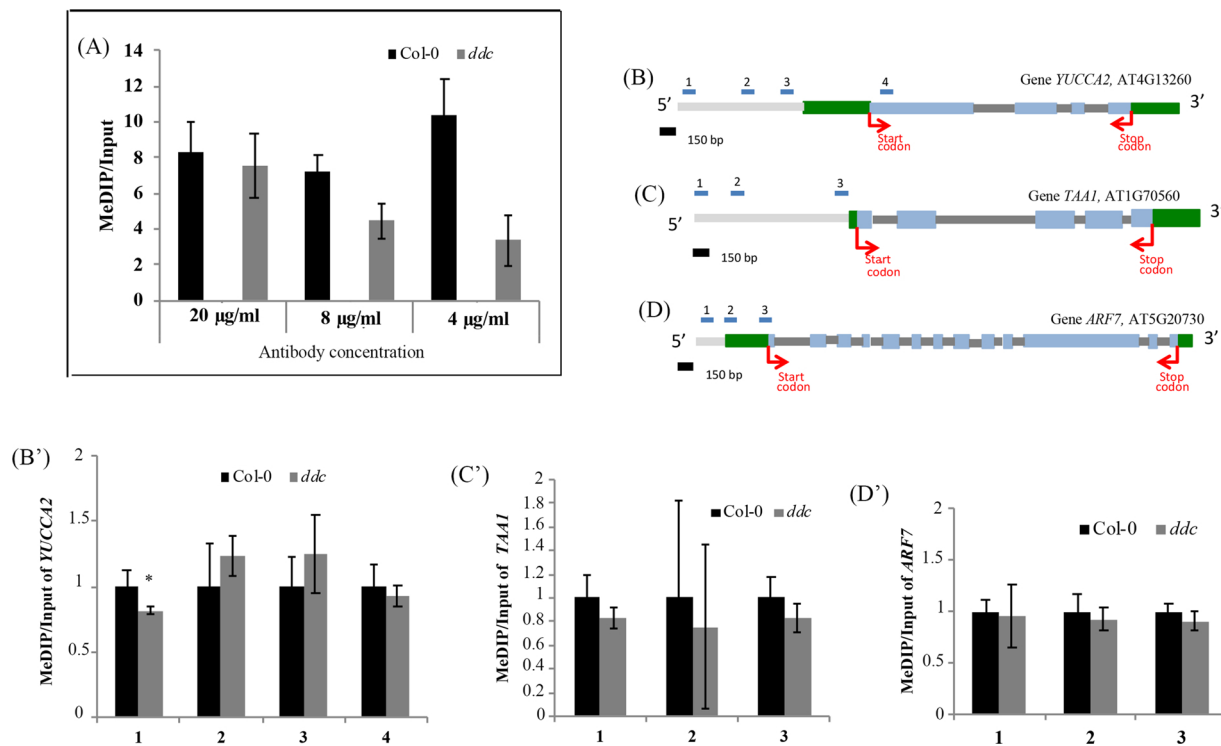 (A)
Col-0 ddc
MeDIP/Input
14
12
10
8
6
4
2
0
20 µg/ml 8 µg/ml 4 µg/ml
Antibody concentration
(B)
1 2 3 4
Gene YUCCA2, AT4G13260
5’ 3’
Start codon
Stop codon
150 bp
(C)
1 2 3
Gene TAA1, AT1G70560
5’ 3’
Start codon
Stop codon
150 bp
(D)
1 2 3
Gene ARF7, AT5G20730
5’ 3’
Start codon
Stop codon
150 bp
(B’)
Col-0 ddc
MeDIP/Input of YUCCA2
2
1.5
1
0.5
0
*
1 2 3 4
(C’)
Col-0 ddc
MeDIP/Input of TAA1
2
1.8
1.6
1.4
1.2
1
0.8
0.6
0.4
0.2
0
1 2 3
(D’)
Col-0 ddc
MeDIP/Input of ARF7
2
1.5
1
0.5
0
1 2 3